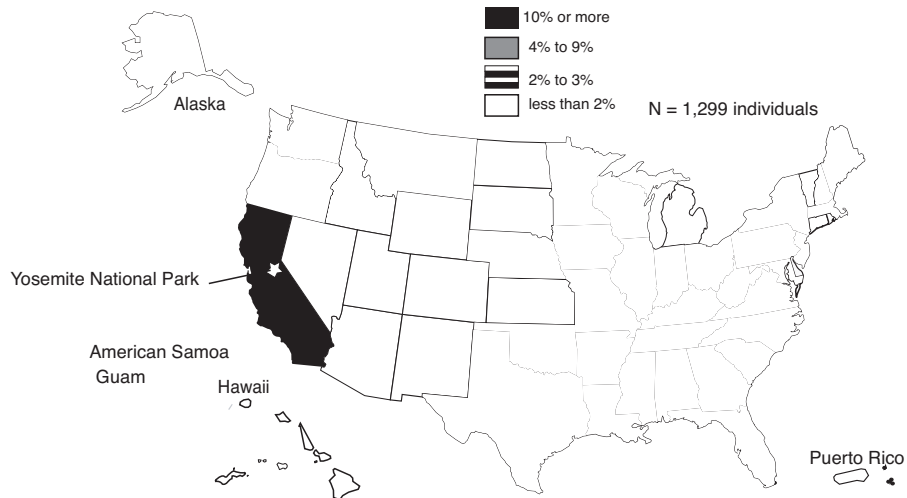 10% or more
4% to 9%
2% to 3%
less than 2%
N = 1,299 individuals
Alaska
Yosemite National Park
American Samoa
Guam
Hawaii
Puerto Rico